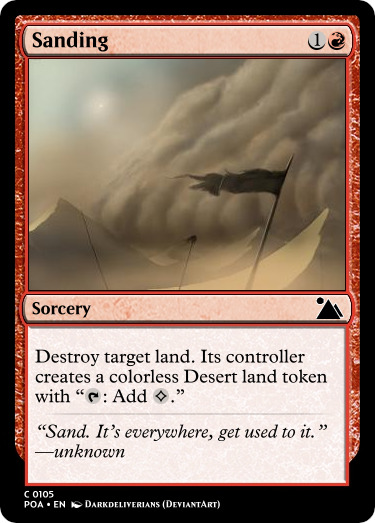 Sanding 1
Sorcery
Destroy target land. Its controller
creates a colorless Desert land token
with “: Add .”
“Sand. It’s everywhere, get used to it.”
—unknown
C 0105
POA • EN Darkdeliverians (DeviantArt)